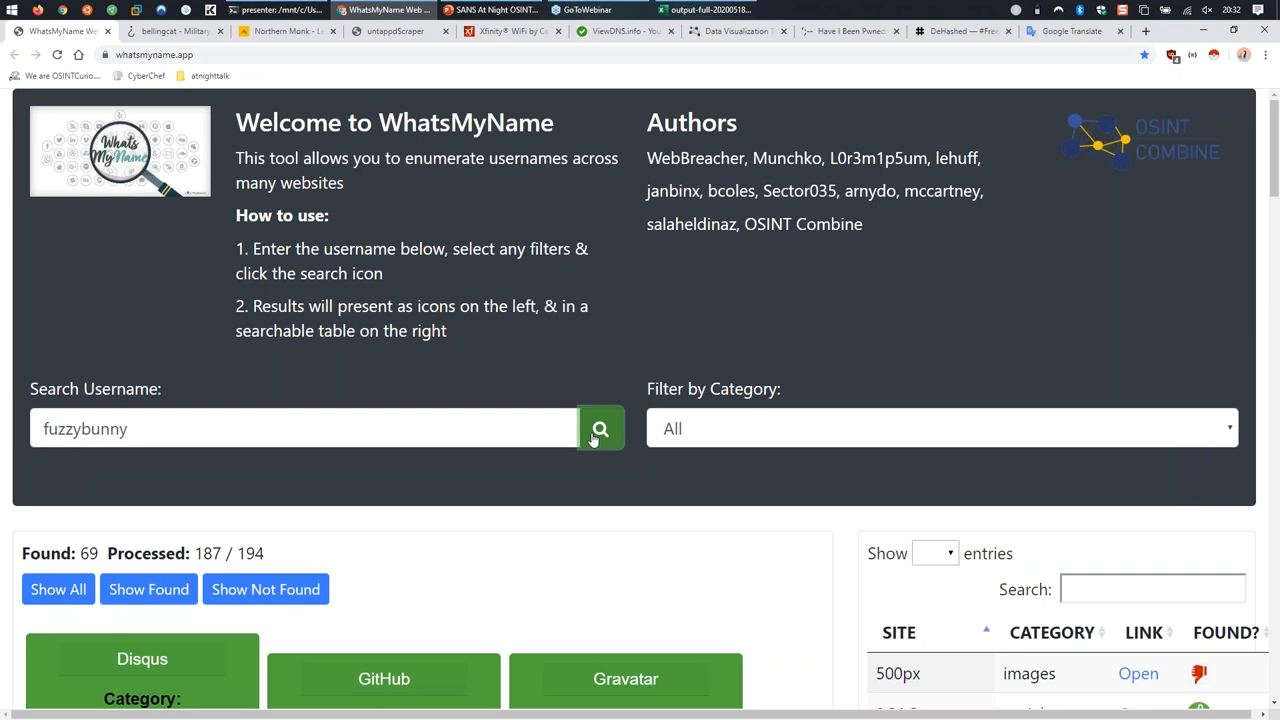 presenter: /mnt/c/Us...
WhatsMyName Web ...
SANS At Night OSINT...
GoToWebinar
output-full-20200518...
20:32
WhatsMyName We
bellingcat - Military
Northern Monk - L
untappdScraper
Xfinity® WiFi by C
ViewDNS.info - You
Data Visualization T
Have I Been Pwned
DeHashed — #Free
Google Translate
whatsmyname.app
We are OSINTCurio...
CyberChef
atnighttalk
Whats
MyName
Welcome to WhatsMyName
This tool allows you to enumerate usernames across
many websites
How to use:
1. Enter the username below, select any filters &
click the search icon
2. Results will present as icons on the left, & in a
searchable table on the right
Authors
WebBreacher, Munchko, L0r3m1p5um, lehuff,
janbinx, bcoles, Sector035, arnydo, mccartney,
salaheldinaz, OSINT Combine
OSINT
COMBINE
Search Username:
fuzzybunny
Filter by Category:
All
Found: 69 Processed: 187 / 194
Show All
Show Found
Show Not Found
Disqus
Category:
GitHub
Gravatar
Show entries
Search:
SITE CATEGORY LINK FOUND?
500px images Open